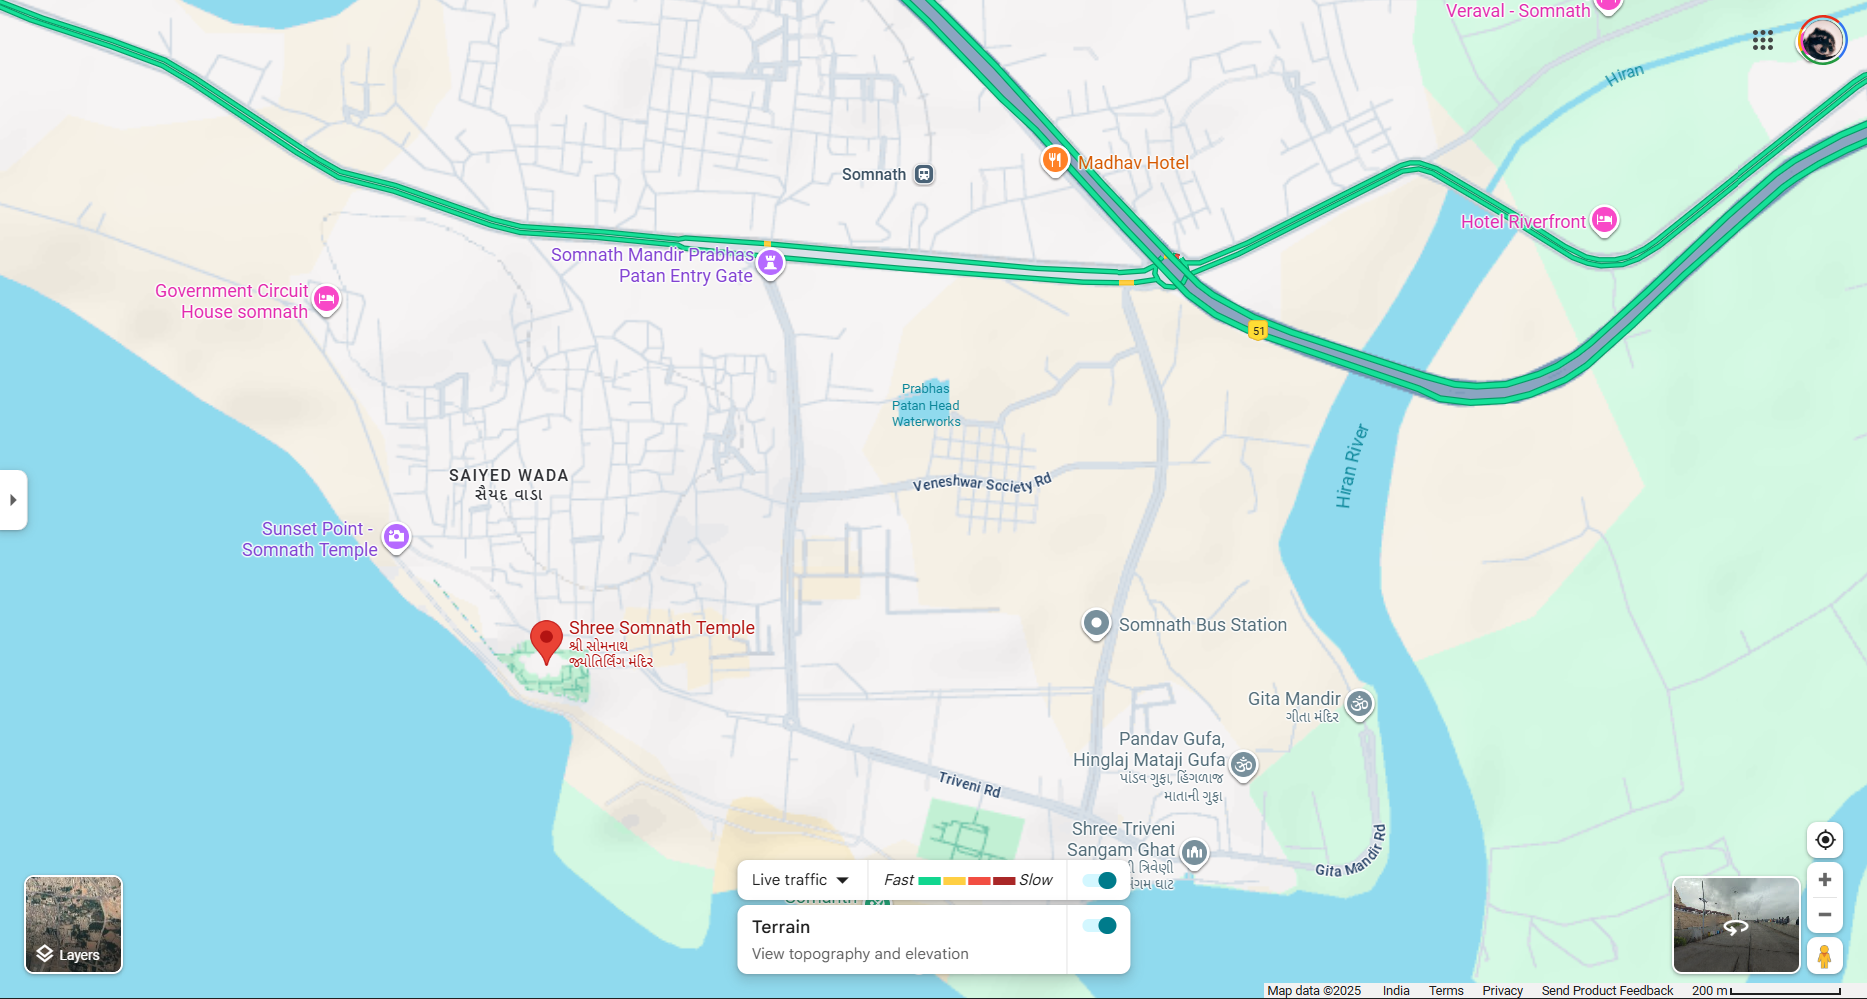 Veraval - Somnath
Hiran
Madhav Hotel
Somnath
Hotel Riverfront
Somnath Mandir Prabhas
Patan Entry Gate
Government Circuit
House somnath
51
Prabhas
Patan Head
Waterworks
Hiran River
SAIYED WADA
સૈયદ વાડા
Veneshwar Society Rd
Sunset Point -
Somnath Temple
Shree Somnath Temple
શ્રી સોમનાથ
જ્યોતિર્લિંગ મંદિર
Somnath Bus Station
Gita Mandir
ગીતા મંદિર
Pandav Gufa,
Hinglaj Mataji Gufa
પાંડવ ગુફા, હિંગળાજ
માતાની ગુફા
Triveni Rd
Shree Triveni
Sangam Ghat
ત્રિવેણી
ઘાટ
Gita Mandir Rd
Live traffic
Fast Slow
Somnath
Terrain
View topography and elevation
Layers
Map data ©2025 India Terms Privacy Send Product Feedback 200 m